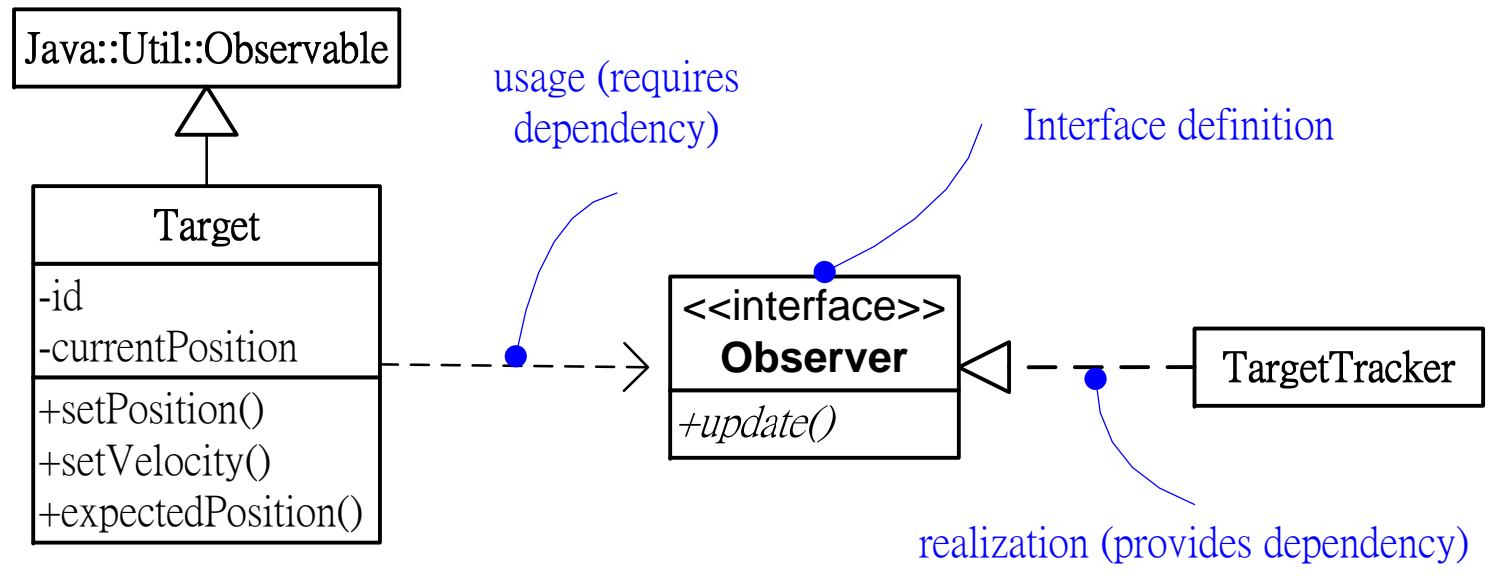 Java::Util::Observable
usage (requires
dependency)
Interface definition
Target
-id
-currentPosition
+setPosition()
+setVelocity()
+expectedPosition()
<<interface>>
Observer
+update()
TargetTracker
realization (provides dependency)